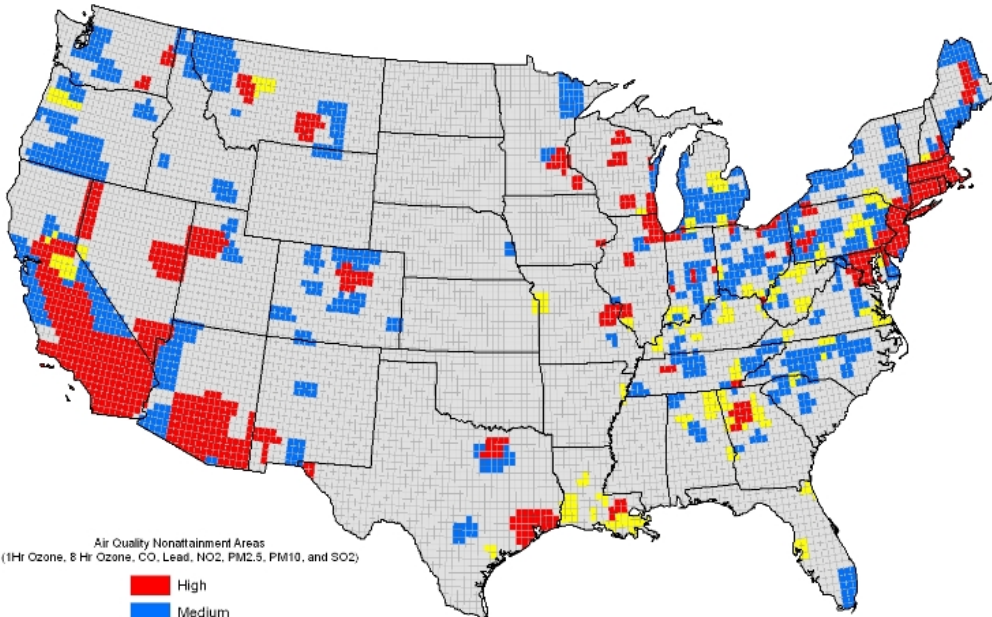 Air Quality Nonattainment Areas
(1Hr Ozone, 8 Hr Ozone, CO, Lead, NO2, PM2.5, PM10, and SO2)
High
Medium